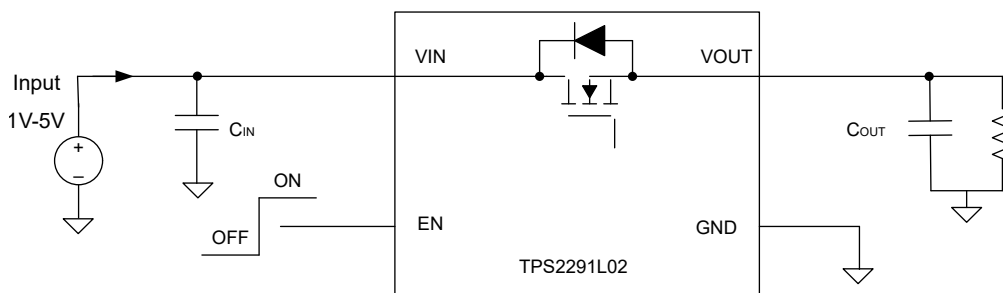 VIN
VOUT
Input
1V-5V
+
–
CIN
COUT
ON
OFF
EN
GND
TPS2291L02